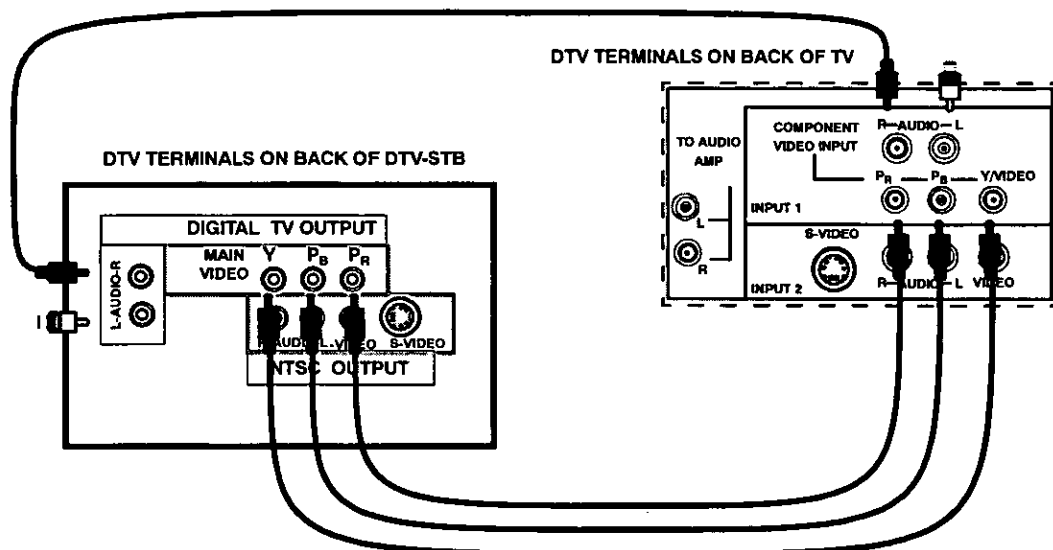 DTV TERMINALS ON BACK OF TV
R—AUDIO—L
COMPONENT
VIDEO INPUT
TO AUDIO
AMP
PR PB Y/VIDEO
L
INPUT 1
S-VIDEO
R
R—AUDIO—L VIDEO
INPUT 2
DTV TERMINALS ON BACK OF DTV-STB
DIGITAL TV OUTPUT
MAIN
VIDEO
Y PB PR
L-AUDIO-R
L-VIDEO S-VIDEO
NTSC OUTPUT